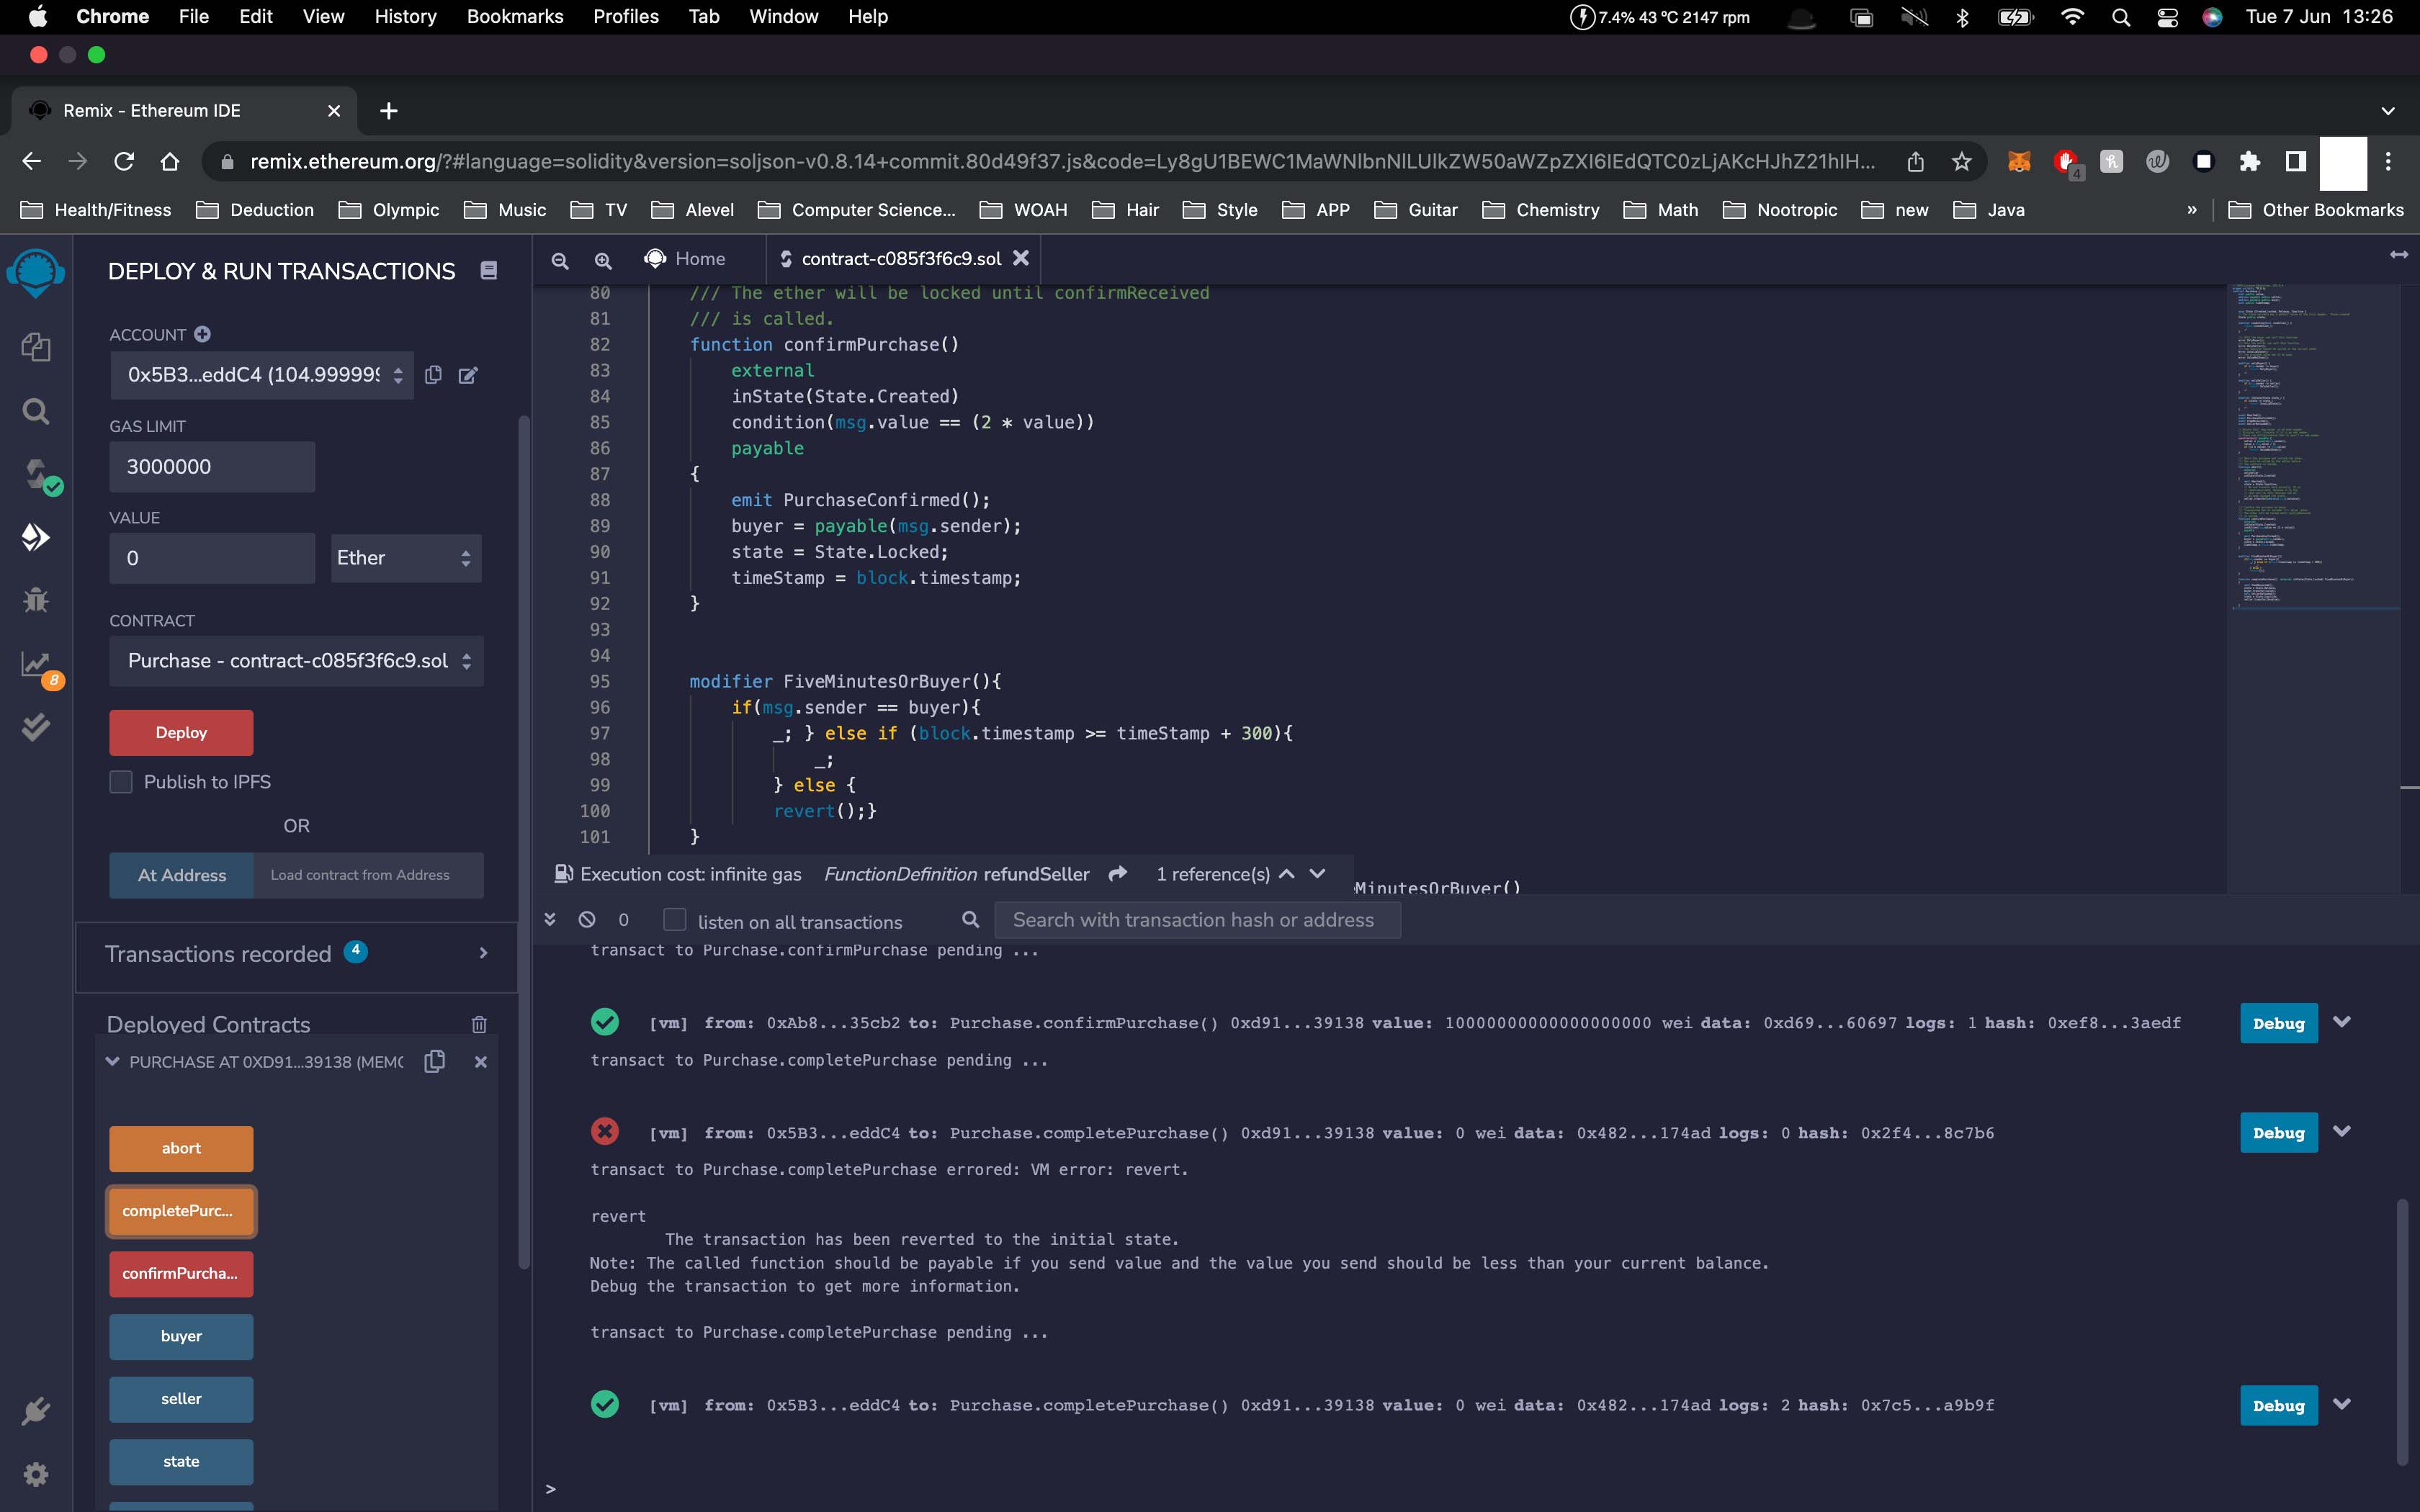 Chrome File Edit View History Bookmarks Profiles Tab Window Help 7.4% 43 ℃ 2147 rpm Tue 7 Jun 13:26
Remix - Ethereum IDE
remix.ethereum.org/?#language=solidity&version=soljson-v0.8.14+commit.80d49f37.js&code=Ly8gU1BEWC1MaWNlbnNlLUlkZW50aWZpZXI6IEdQTC0zLjAKcHJhZ21hIH... 4
Health/Fitness Deduction Olympic Music TV Alevel Computer Science... WOAH Hair Style APP Guitar Chemistry Math Nootropic new Java » Other Bookmarks
DEPLOY & RUN TRANSACTIONS
ACCOUNT
0x5B3...eddC4 (104.999999
GAS LIMIT
3000000
VALUE
0 Ether
CONTRACT
Purchase - contract-c085f3f6c9.sol
8
Deploy
Publish to IPFS
OR
At Address Load contract from Address
Transactions recorded 4
Deployed Contracts
PURCHASE AT 0XD91...39138 (MEMO
abort
completePurc...
confirmPurcha...
buyer
seller
state
Home contract-c085f3f6c9.sol
80 /// The ether will be locked until confirmReceived
81 /// is called.
82 function confirmPurchase()
83 external
84 inState(State.Created)
85 condition(msg.value == (2 * value))
86 payable
87 {
88 emit PurchaseConfirmed();
89 buyer = payable(msg.sender);
90 state = State.Locked;
91 timeStamp = block.timestamp;
92 }
93
94
95 modifier FiveMinutesOrBuyer(){
96 if(msg.sender == buyer){
97 _; } else if (block.timestamp >= timeStamp + 300){
98 _;
99 } else {
100 revert();}
101 }
Execution cost: infinite gas FunctionDefinition refundSeller 1 reference(s) eMinutesOrBuyer()
0 listen on all transactions Search with transaction hash or address
transact to Purchase.confirmPurchase pending ...
[vm] from: 0xAb8...35cb2 to: Purchase.confirmPurchase() 0xd91...39138 value: 10000000000000000000 wei data: 0xd69...60697 logs: 1 hash: 0xef8...3aedf Debug
transact to Purchase.completePurchase pending ...
[vm] from: 0x5B3...eddC4 to: Purchase.completePurchase() 0xd91...39138 value: 0 wei data: 0x482...174ad logs: 0 hash: 0x2f4...8c7b6 Debug
transact to Purchase.completePurchase errored: VM error: revert.
revert
The transaction has been reverted to the initial state.
Note: The called function should be payable if you send value and the value you send should be less than your current balance.
Debug the transaction to get more information.
transact to Purchase.completePurchase pending ...
[vm] from: 0x5B3...eddC4 to: Purchase.completePurchase() 0xd91...39138 value: 0 wei data: 0x482...174ad logs: 2 hash: 0x7c5...a9b9f Debug
>